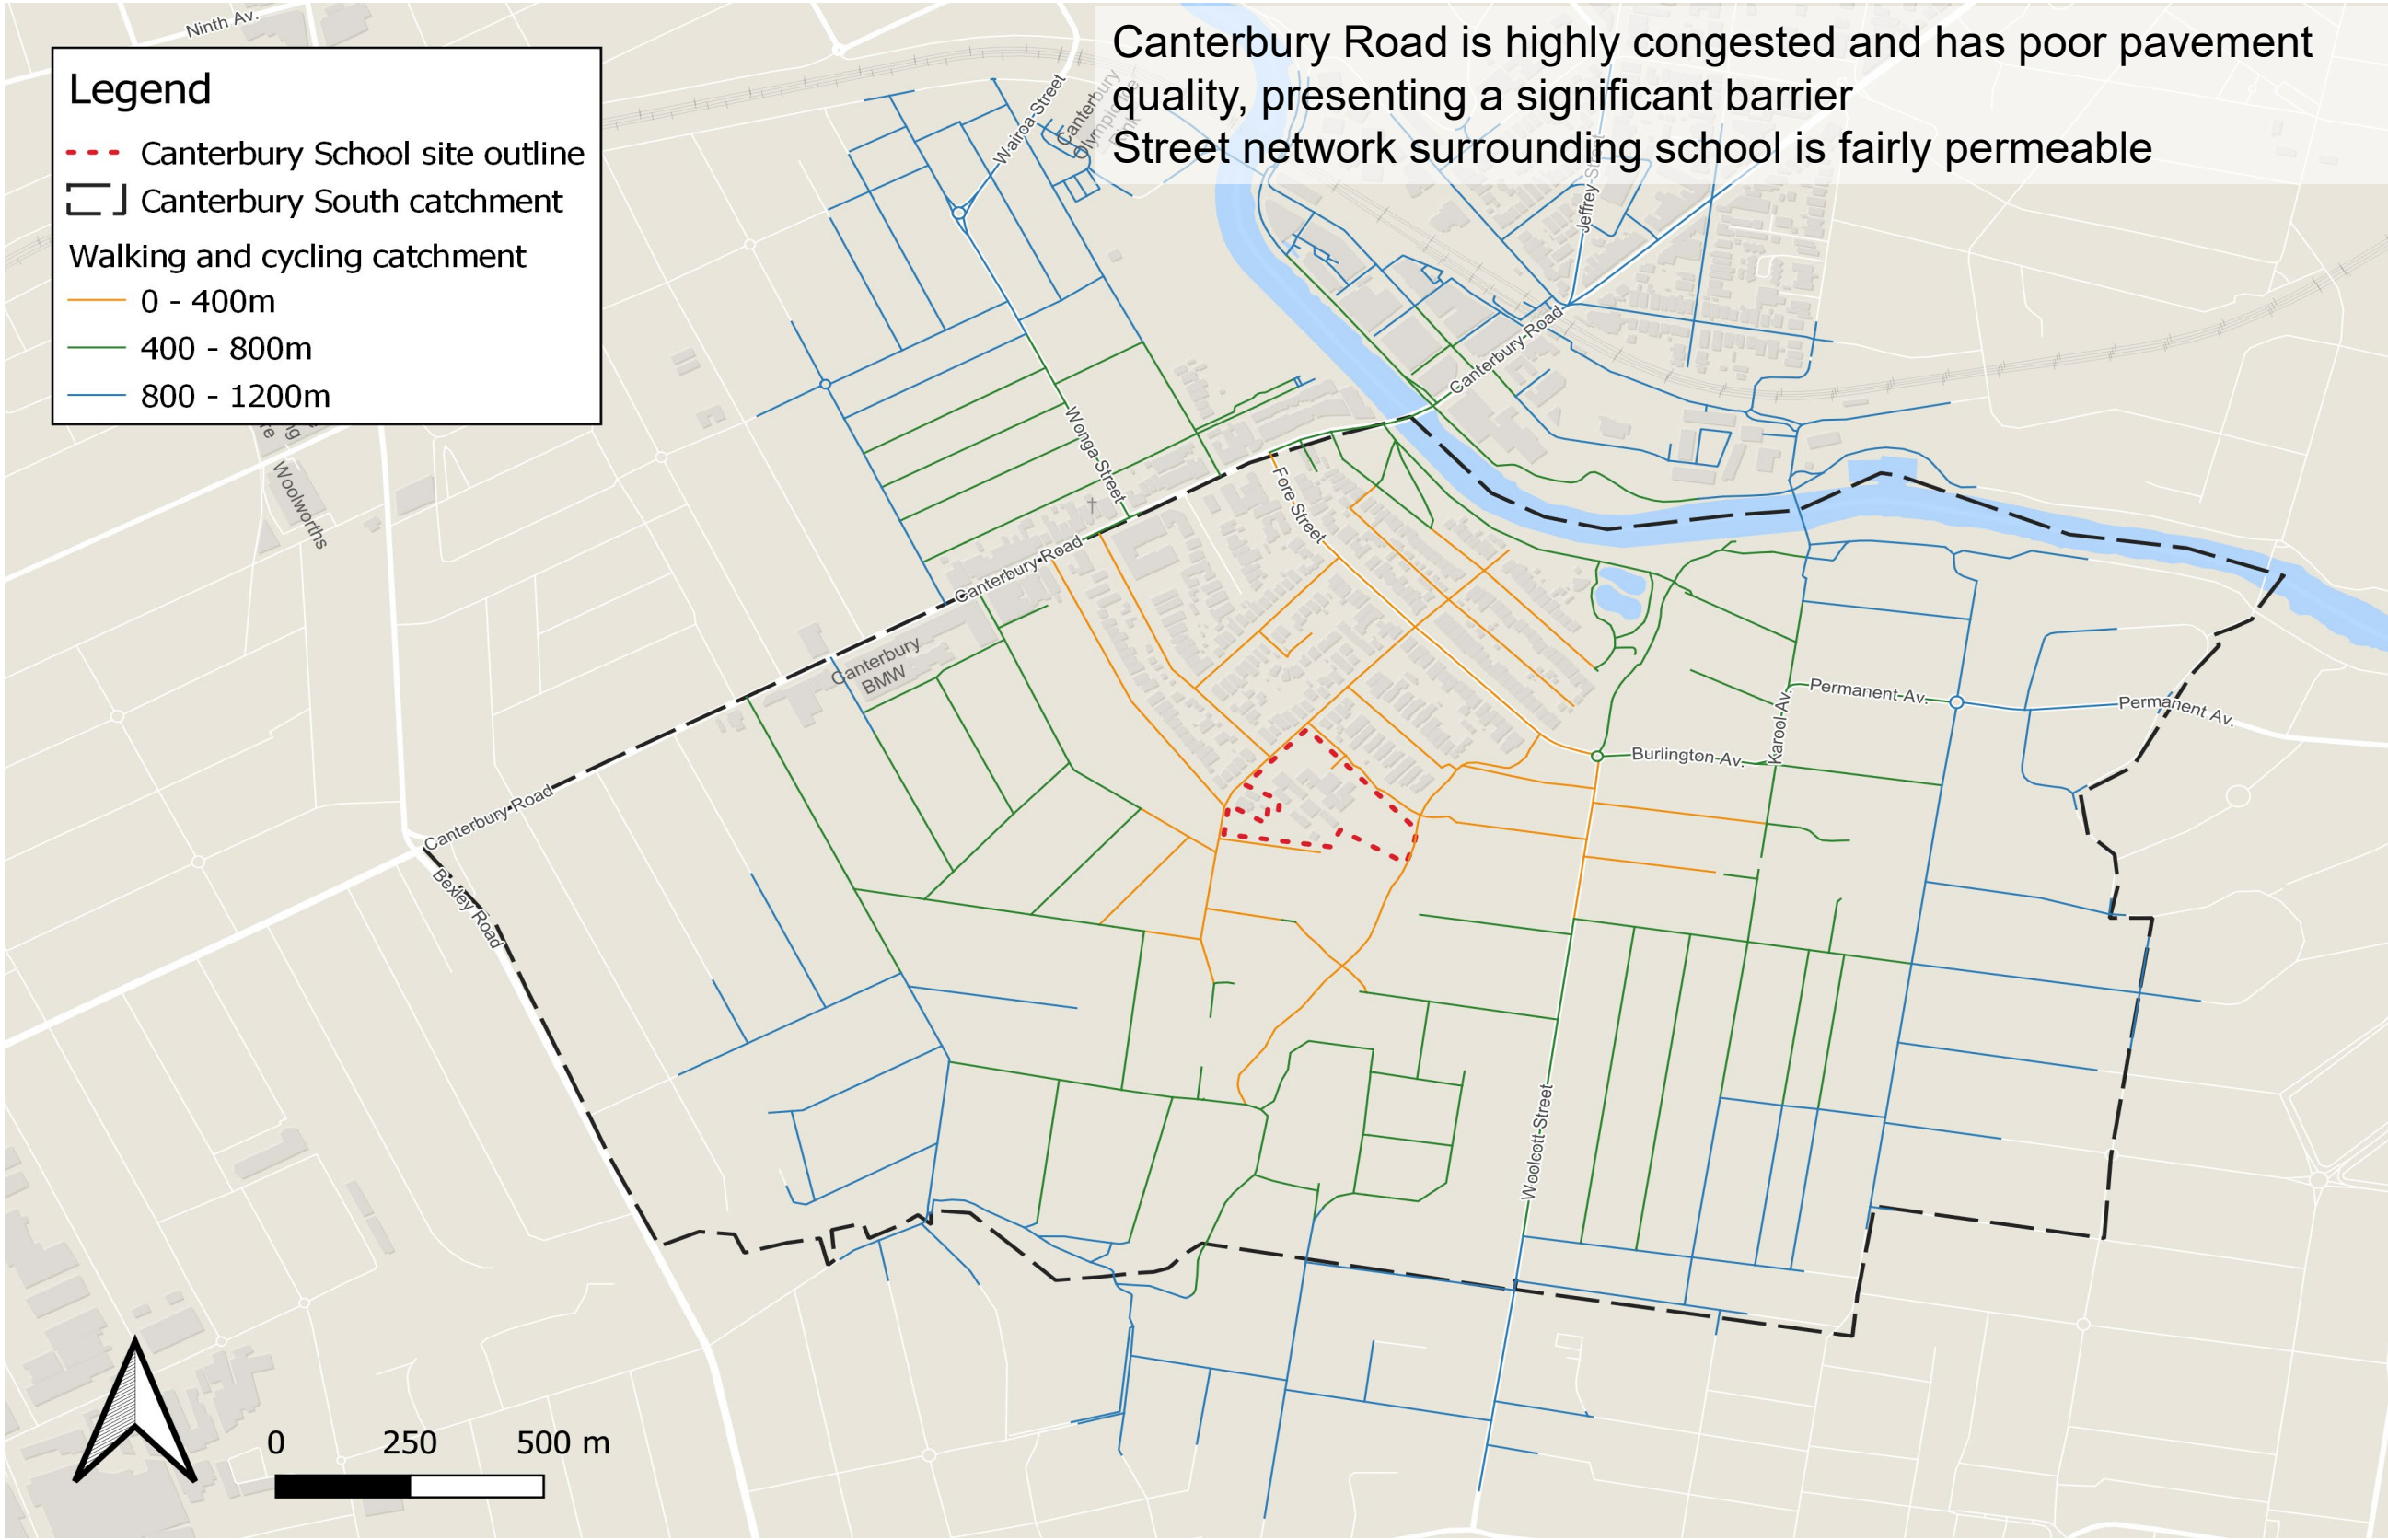 Ninth Av.
Canterbury Road is highly congested and has poor pavement
quality, presenting a significant barrier
Street network surrounding school is fairly permeable
Legend
Canterbury School site outline
Canterbury South catchment
Walking and cycling catchment
0 - 400m
400 - 800m
800 - 1200m
Wairoa-Street
Canterbury
Olympic Ice
Jeffrey-Street
Canterbury-Road
Wonga-Street
Woolworths
Fore Street
Canterbury-Road
Canterbury
BMW
Permanent-Av.
Permanent Av.
Karool-Av.
Burlington-Av.
Canterbury-Road
Bexley Road
Woolcott-Street
0 250 500 m